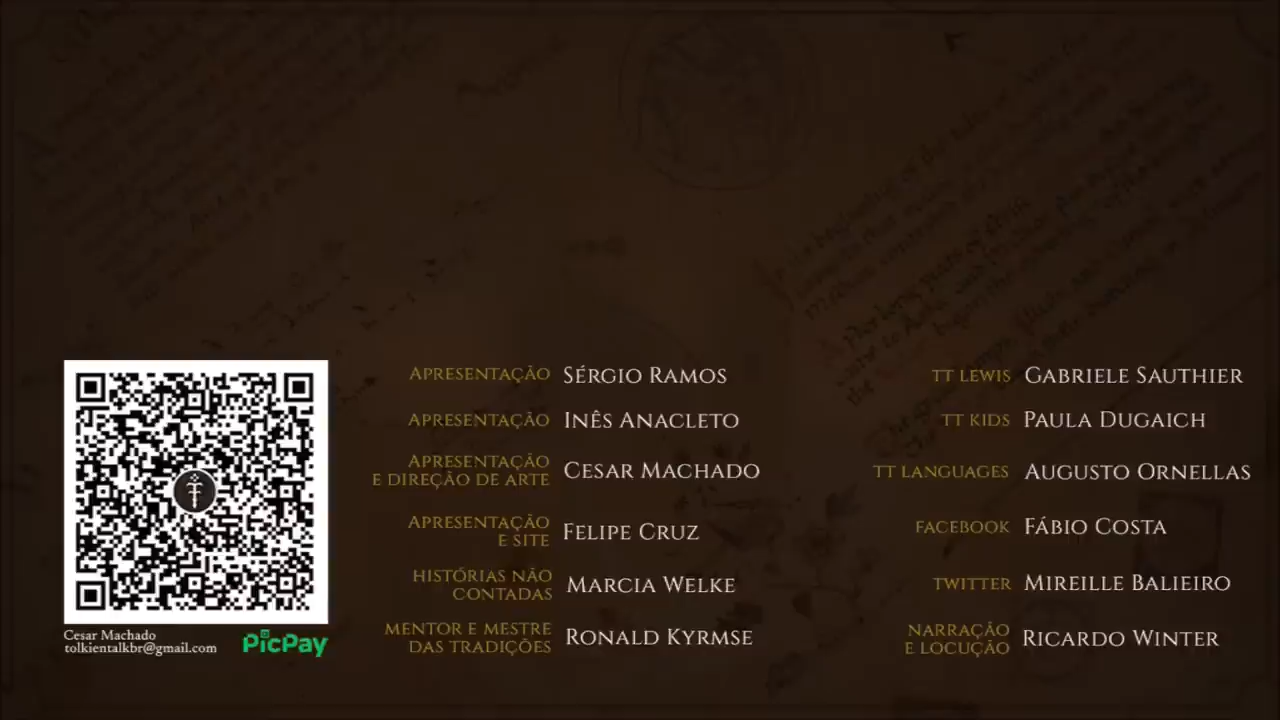 APRESENTAÇÃO SÉRGIO RAMOS
APRESENTAÇÃO INÊS ANACLETO
APRESENTAÇÃO
E DIREÇÃO DE ARTE CESAR MACHADO
APRESENTAÇÃO
E SITE FELIPE CRUZ
HISTÓRIAS NÃO
CONTADAS MARCIA WELKE
MENTOR E MESTRE
DAS TRADIÇÕES RONALD KYRMSE
TT LEWIS GABRIELE SAUTHIER
TT KIDS PAULA DUGAICH
TT LANGUAGES AUGUSTO ORNELLAS
FACEBOOK FÁBIO COSTA
TWITTER MIREILLE BALIEIRO
NARRAÇÃO
E LOCUÇÃO RICARDO WINTER
Cesar Machado
tolkientalkbr@gmail.com
PicPay